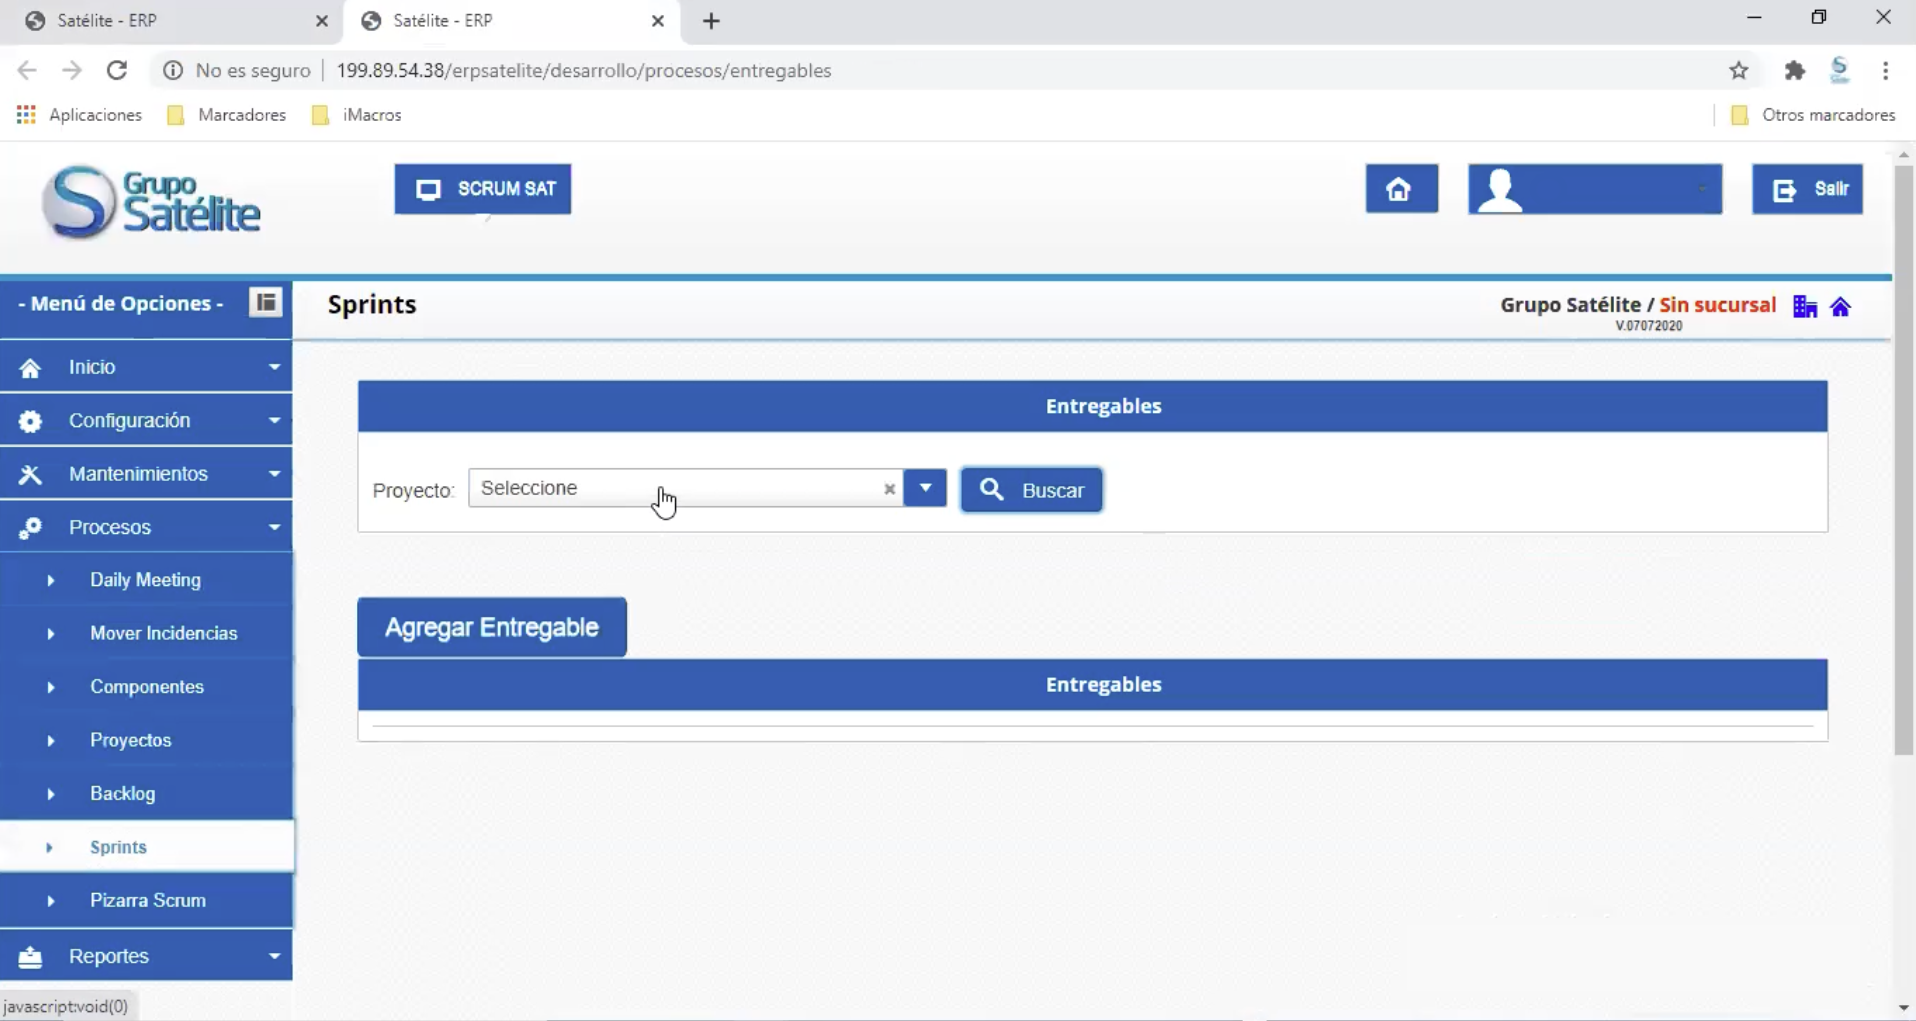 Satélite - ERP
Satélite - ERP
No es seguro
199.89.54.38/erpsatelite/desarrollo/procesos/entregables
Aplicaciones
Marcadores
iMacros
Otros marcadores
Grupo
Satélite
SCRUM SAT
Salir
- Menú de Opciones -
Sprints
Grupo Satélite / Sin sucursal
V.07072020
Inicio
Configuración
Mantenimientos
Procesos
Daily Meeting
Mover Incidencias
Componentes
Proyectos
Backlog
Sprints
Pizarra Scrum
Reportes
Entregables
Proyecto:
Seleccione
Buscar
Agregar Entregable
Entregables
javascript:void(0)